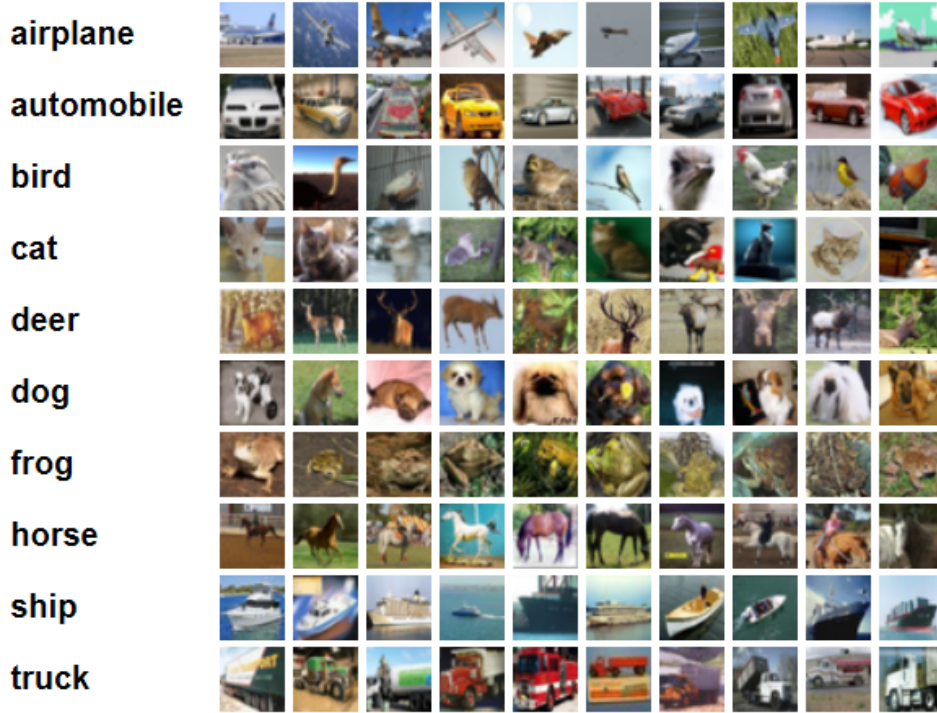 airplane
automobile
bird
cat
deer
dog
frog
horse
ship
truck